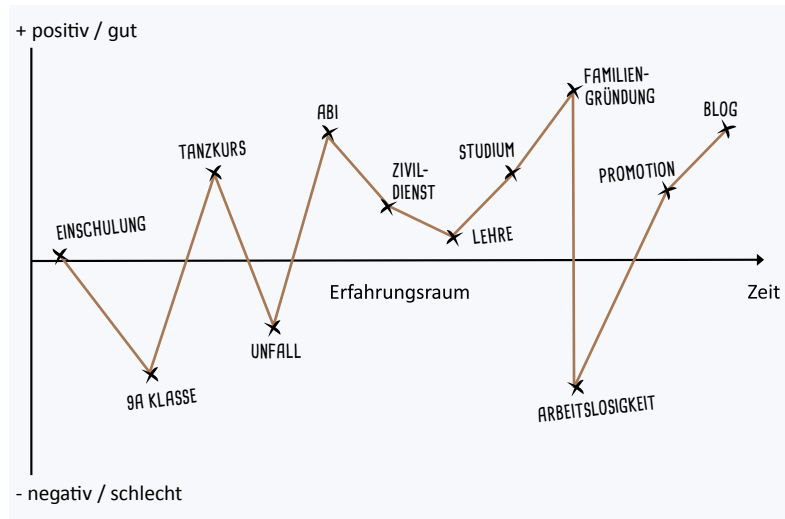 + positiv / gut
FAMILIEN-
GRÜNDUNG
ABI
BLOG
TANZKURS
STUDIUM
ZIVIL-
DIENST
PROMOTION
EINSCHULUNG
LEHRE
Erfahrungsraum
Zeit
UNFALL
9A KLASSE
ARBEITSLOSIGKEIT
- negativ / schlecht